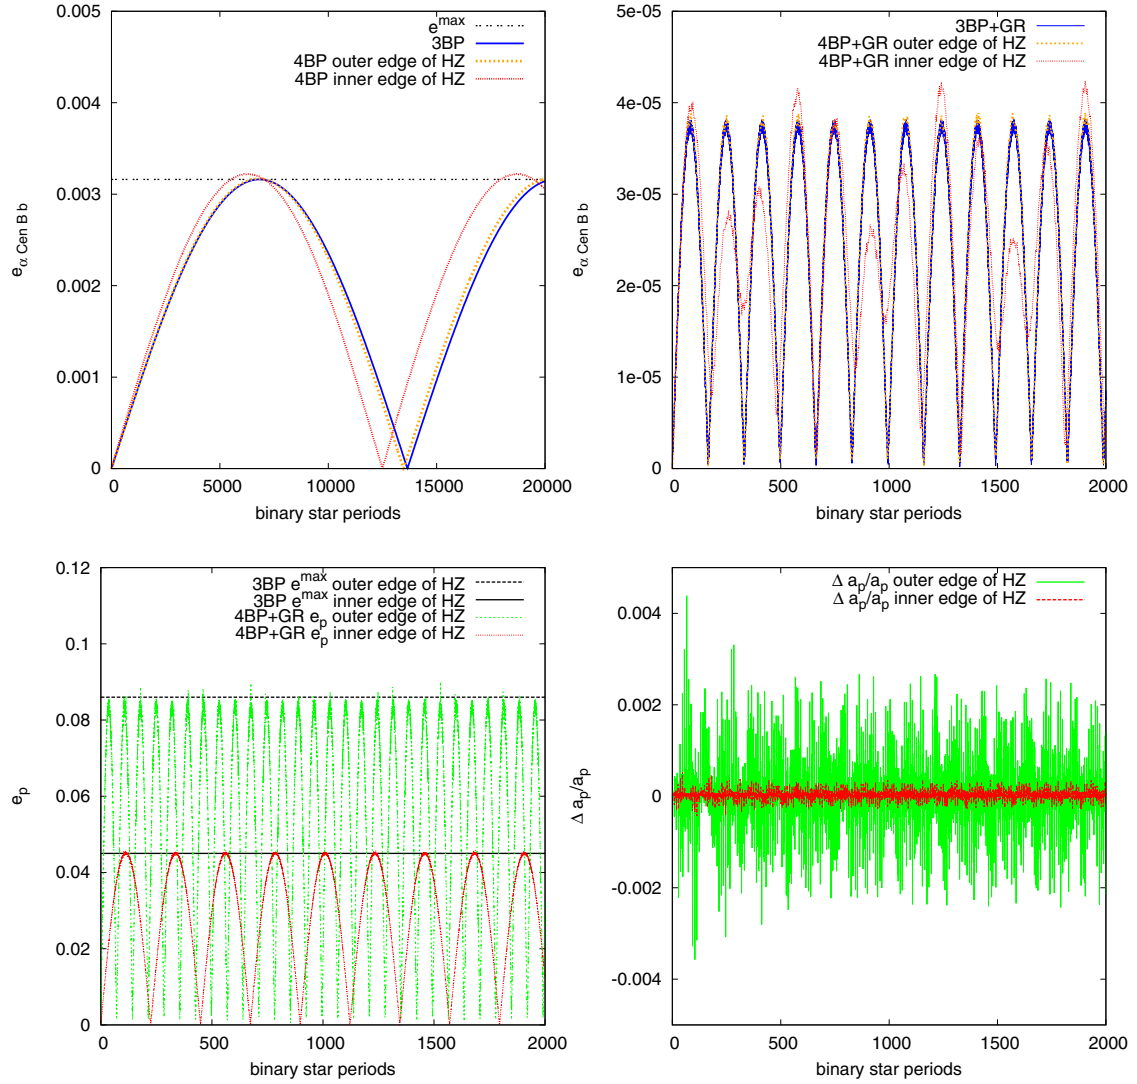 e^max
3BP
4BP outer edge of HZ
4BP inner edge of HZ
0.005
0.004
0.003
0.002
0.001
0
e α Cen B b
0 5000 10000 15000 20000
binary star periods
3BP+GR
4BP+GR outer edge of HZ
4BP+GR inner edge of HZ
5e-05
4e-05
3e-05
2e-05
1e-05
0e+00
e α Cen B b
0 500 1000 1500 2000
binary star periods
3BP e^max outer edge of HZ
3BP e^max inner edge of HZ
4BP+GR e_p outer edge of HZ
4BP+GR e_p inner edge of HZ
0.12
0.1
0.08
0.06
0.04
0.02
0
e_p
0 500 1000 1500 2000
binary star periods
Δ a_p/a_p outer edge of HZ
Δ a_p/a_p inner edge of HZ
0.004
0.002
0
-0.002
-0.004
Δ a_p/a_p
0 500 1000 1500 2000
binary star periods